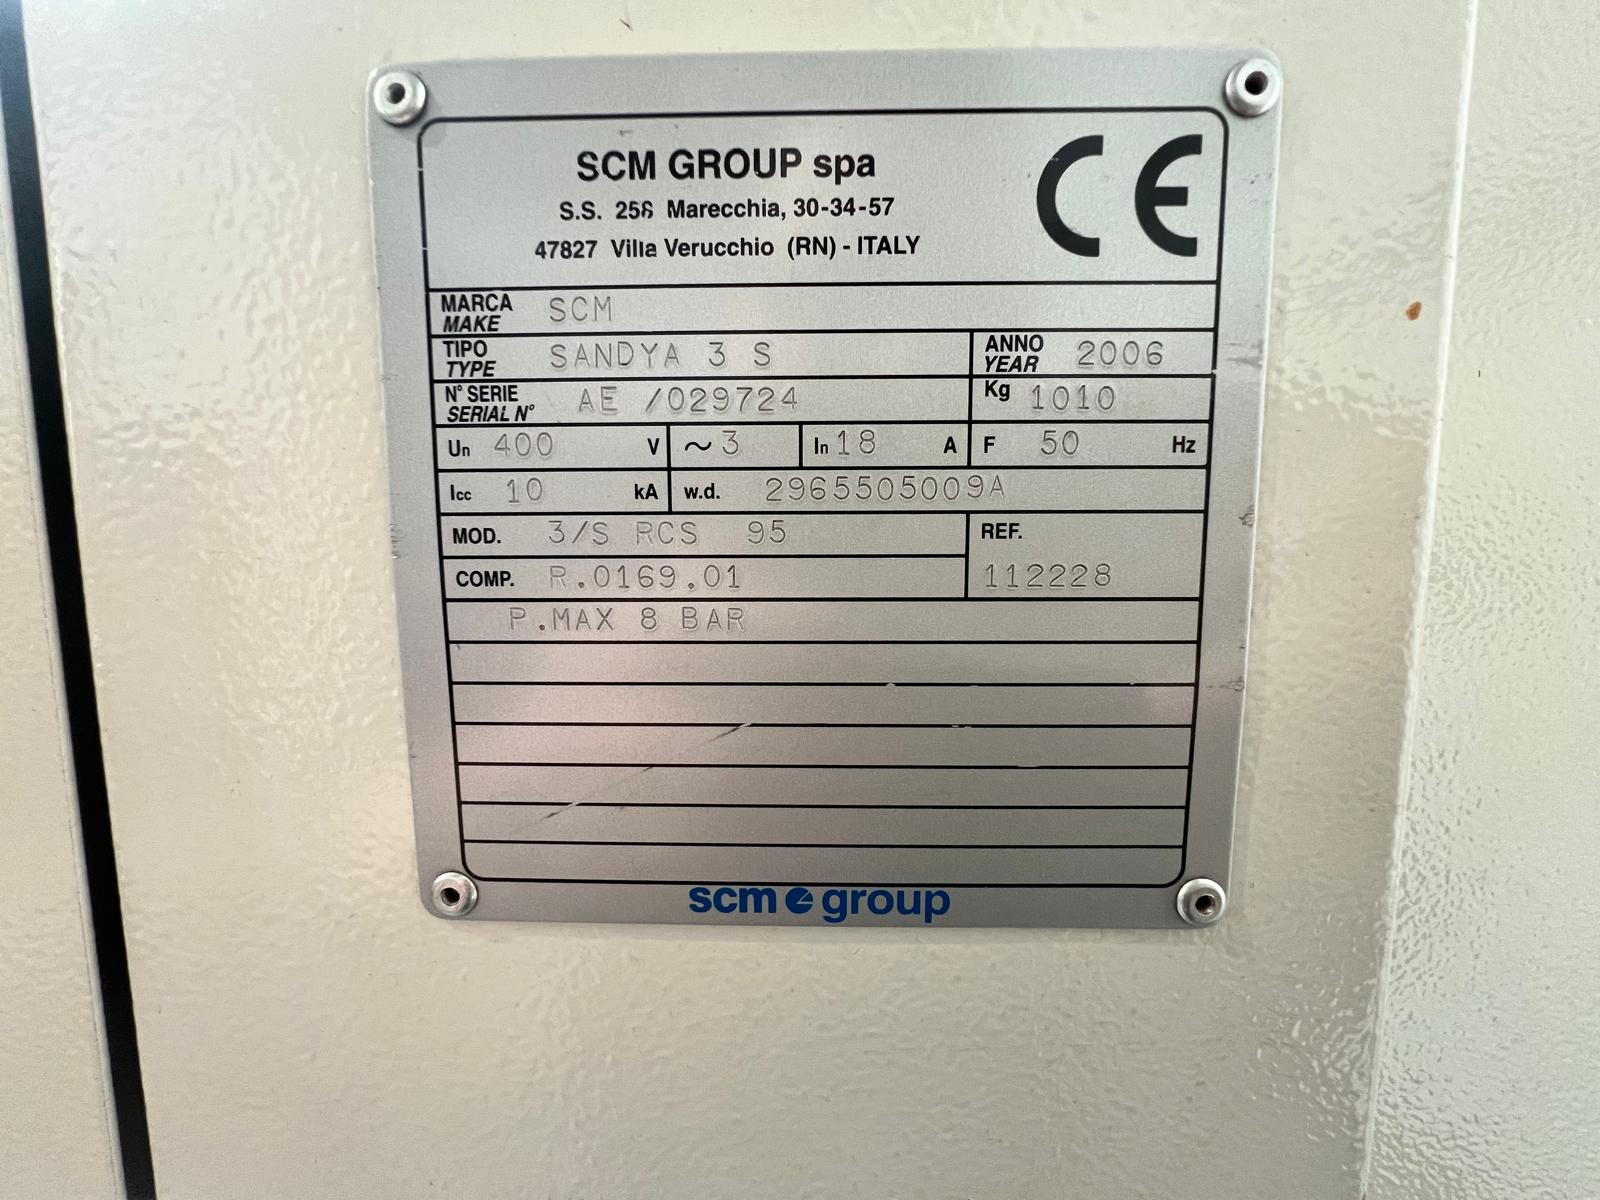 SCM GROUP spa
S.S. 258 Marecchia, 30-34-57
47827 Villa Verucchio (RN) - ITALY
CE
MARCA MAKE SCM
TIPO TYPE SANDYA 3 S ANNO YEAR 2006
N° SERIE SERIAL N° AE /029724 Kg 1010
Un 400 V ~ 3 In 18 A F 50 Hz
Icc 10 kA w.d. 2965505009A
MOD. 3/S RCS 95 REF.
COMP. R.0169.01 112228
P.MAX 8 BAR
scm group